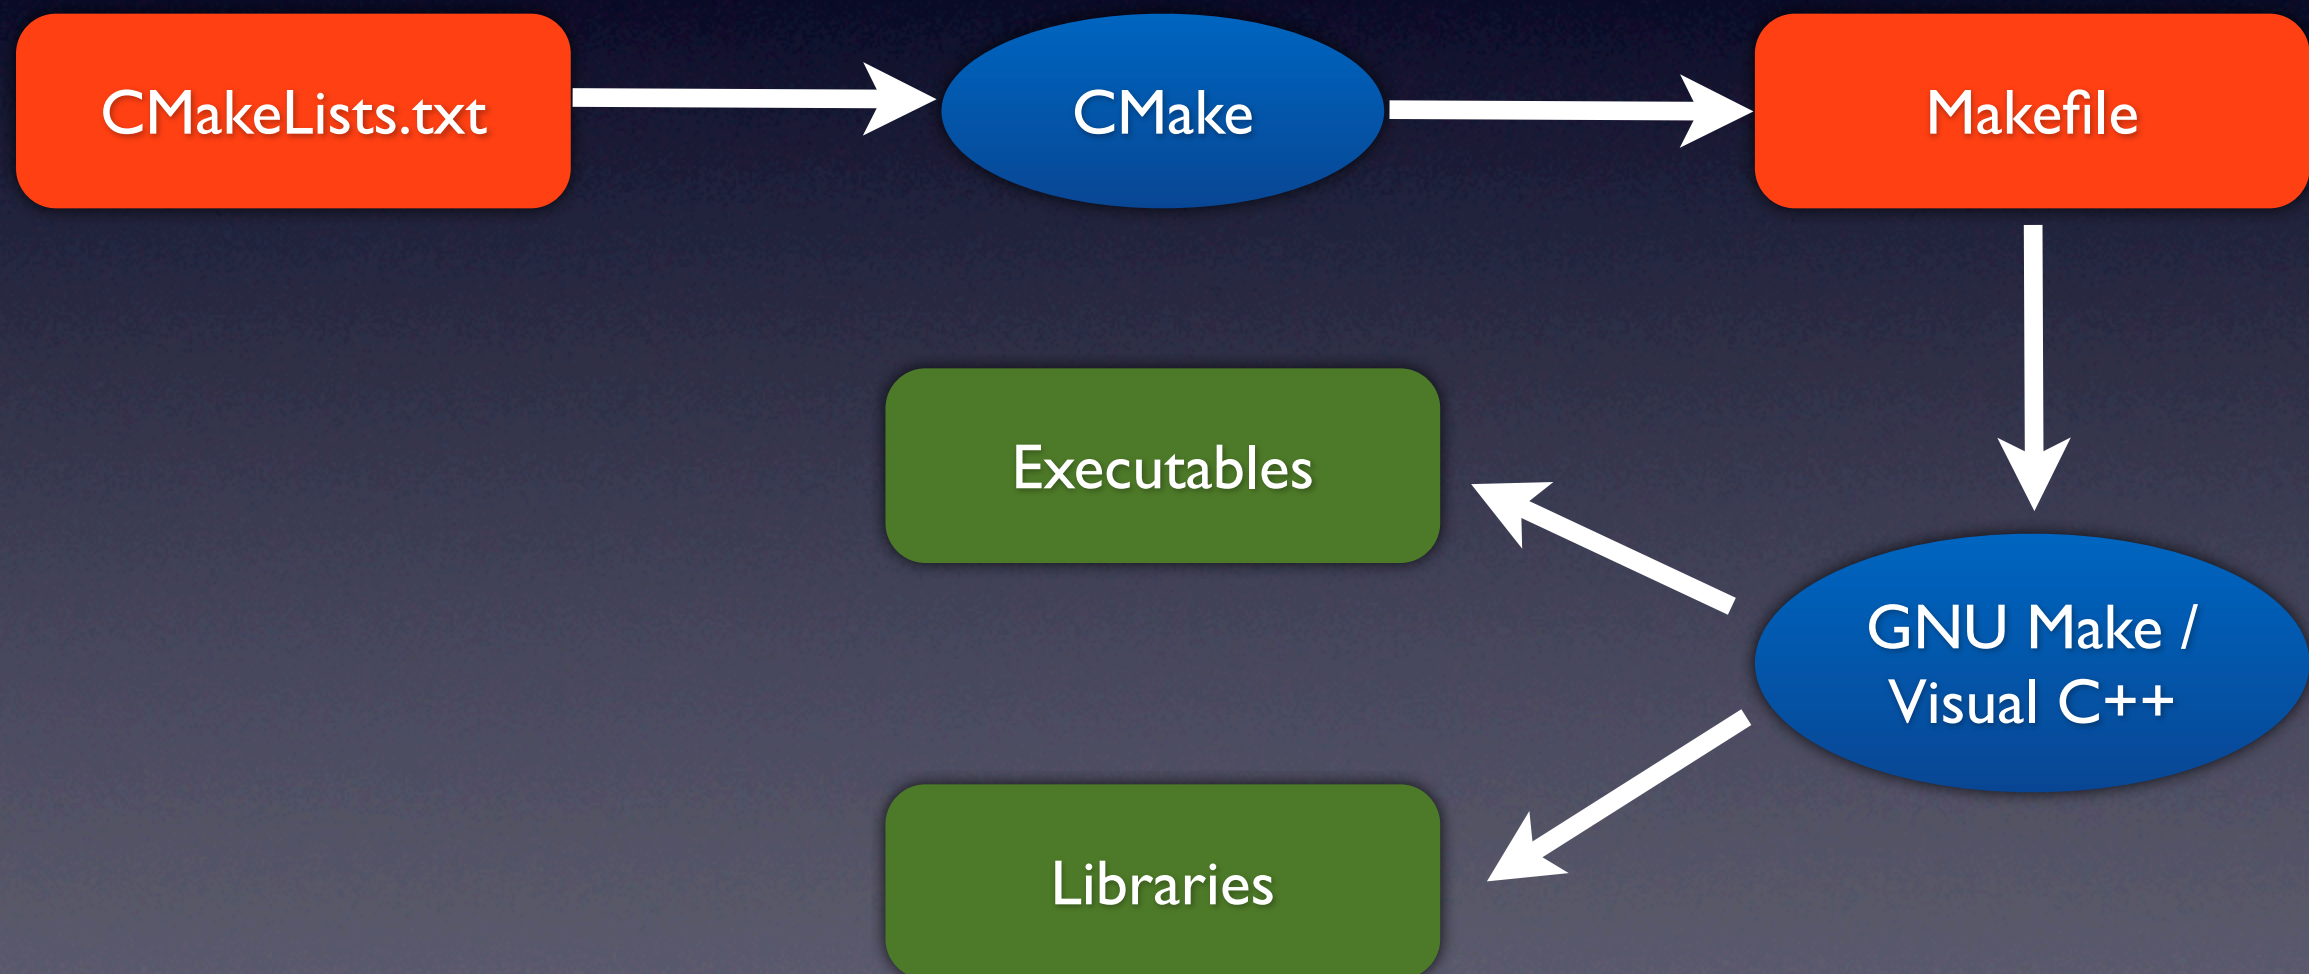 CMakeLists.txt
CMake
Makefile
Executables
GNU Make /
Visual C++
Libraries